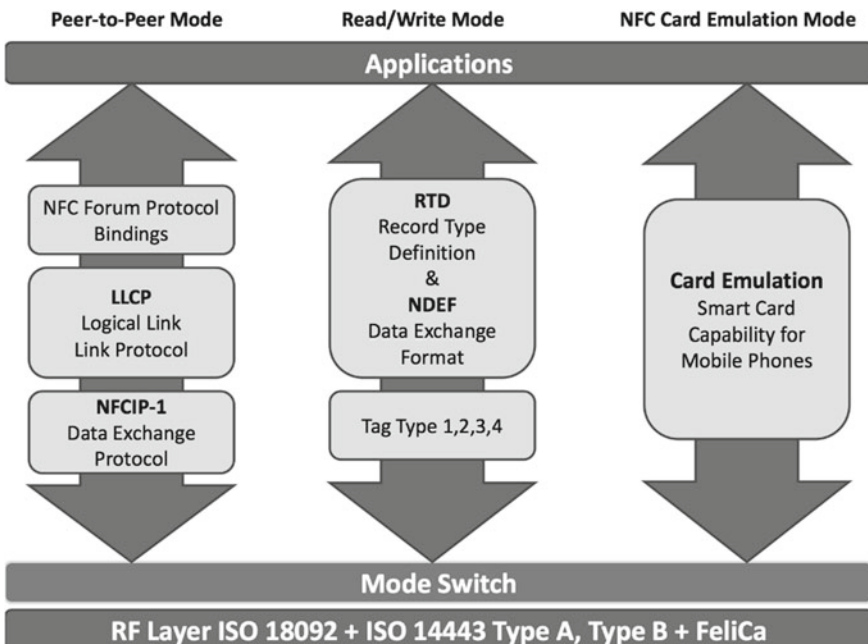 Peer-to-Peer Mode
Read/Write Mode
NFC Card Emulation Mode
Applications
NFC Forum Protocol
Bindings
LLCP
Logical Link
Link Protocol
NFCIP-1
Data Exchange
Protocol
RTD
Record Type
Definition
&
NDEF
Data Exchange
Format
Tag Type 1,2,3,4
Card Emulation
Smart Card
Capability for
Mobile Phones
Mode Switch
RF Layer ISO 18092 + ISO 14443 Type A, Type B + FeliCa